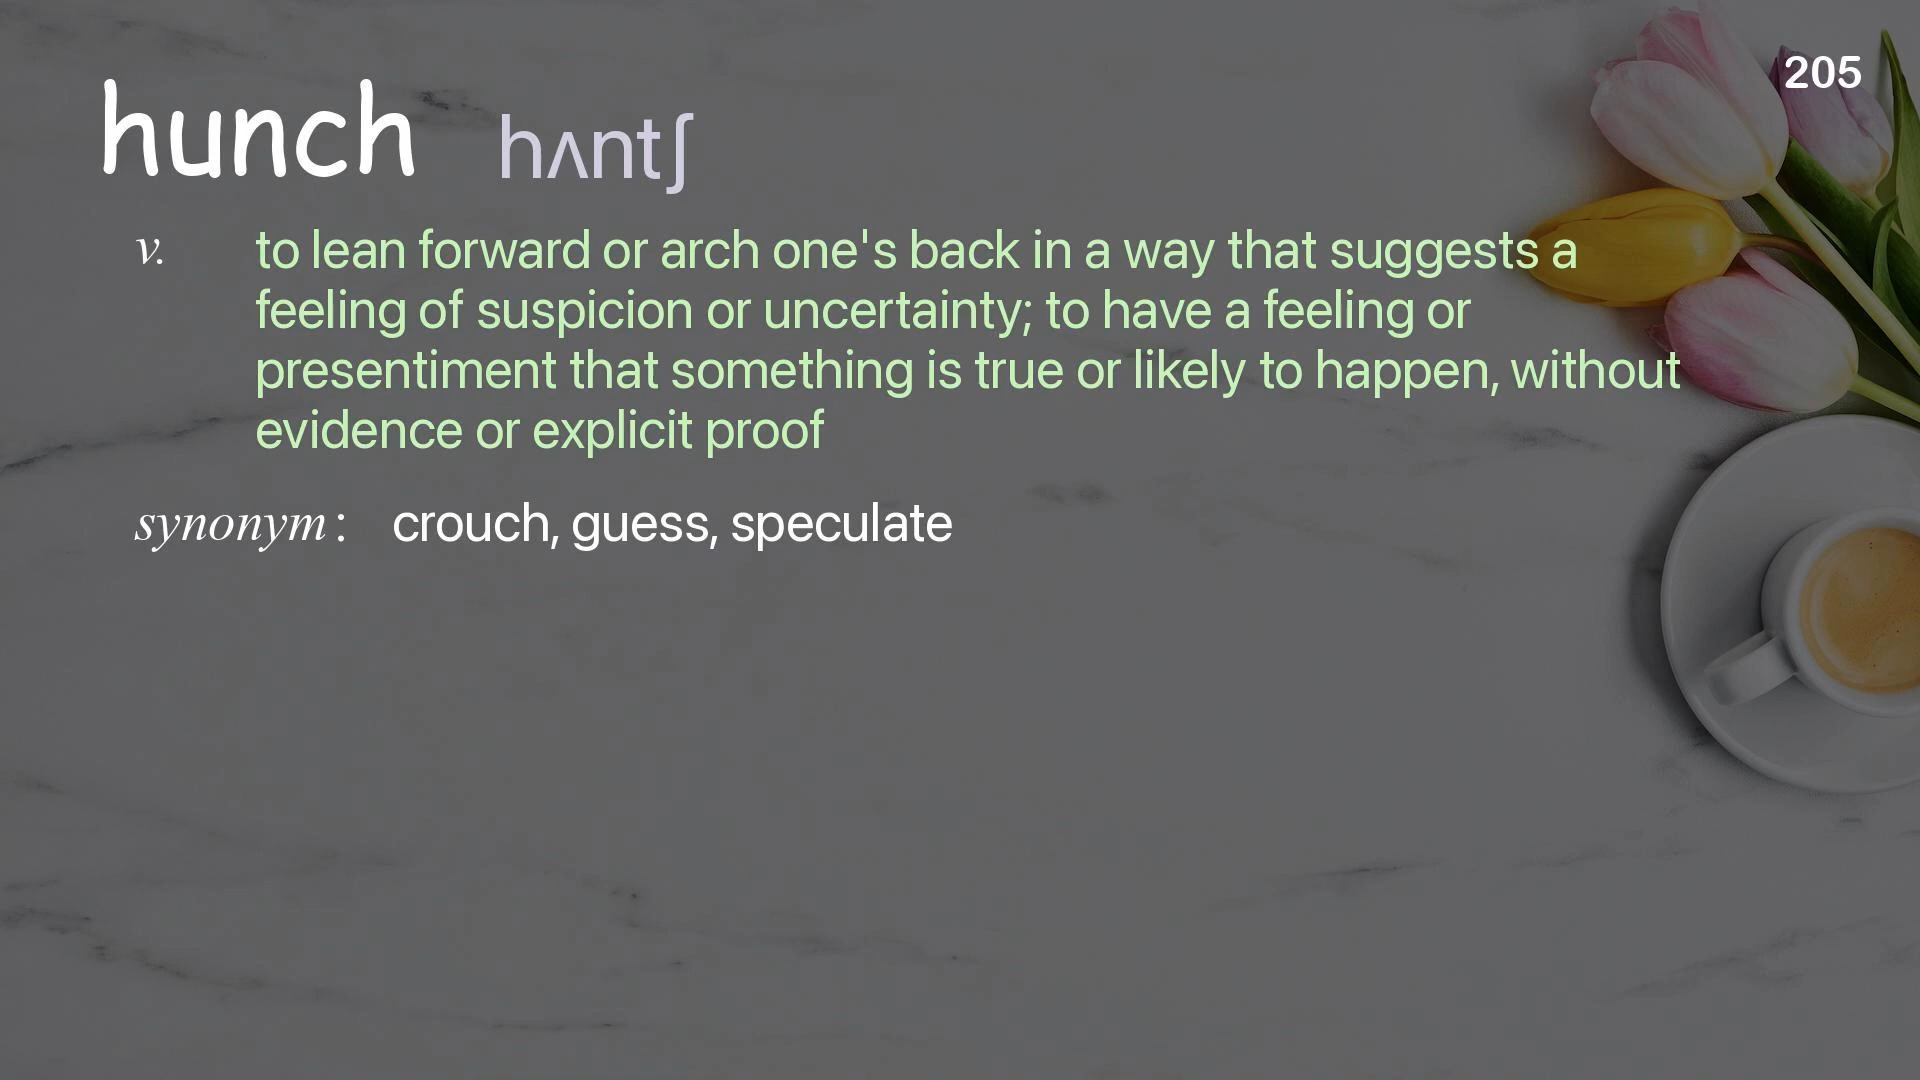 205
hunch hʌntʃ
v. to lean forward or arch one's back in a way that suggests a
feeling of suspicion or uncertainty; to have a feeling or
presentiment that something is true or likely to happen, without
evidence or explicit proof
synonym : crouch, guess, speculate